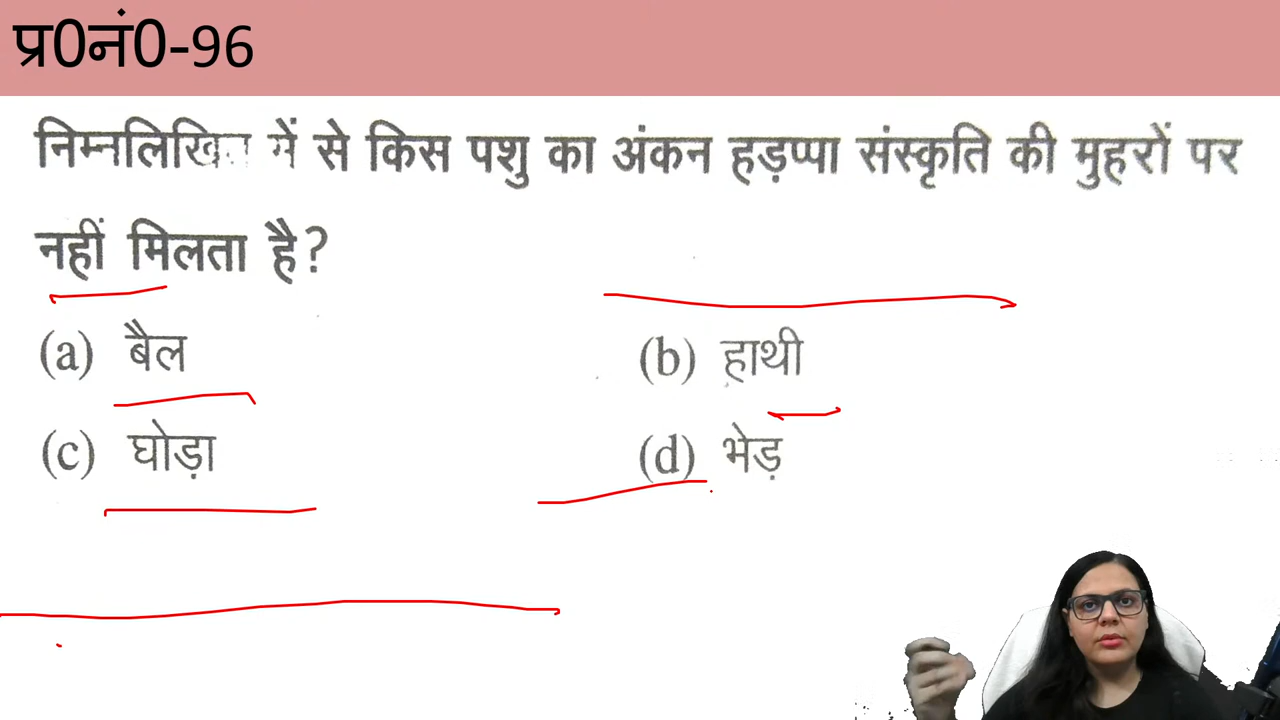 प्र0नं0-96
निम्नलिखित में से किस पशु का अंकन हड़प्पा संस्कृति की मुहरों पर
नहीं मिलता है?
(a) बैल (b) हाथी
(c) घोड़ा (d) भेड़